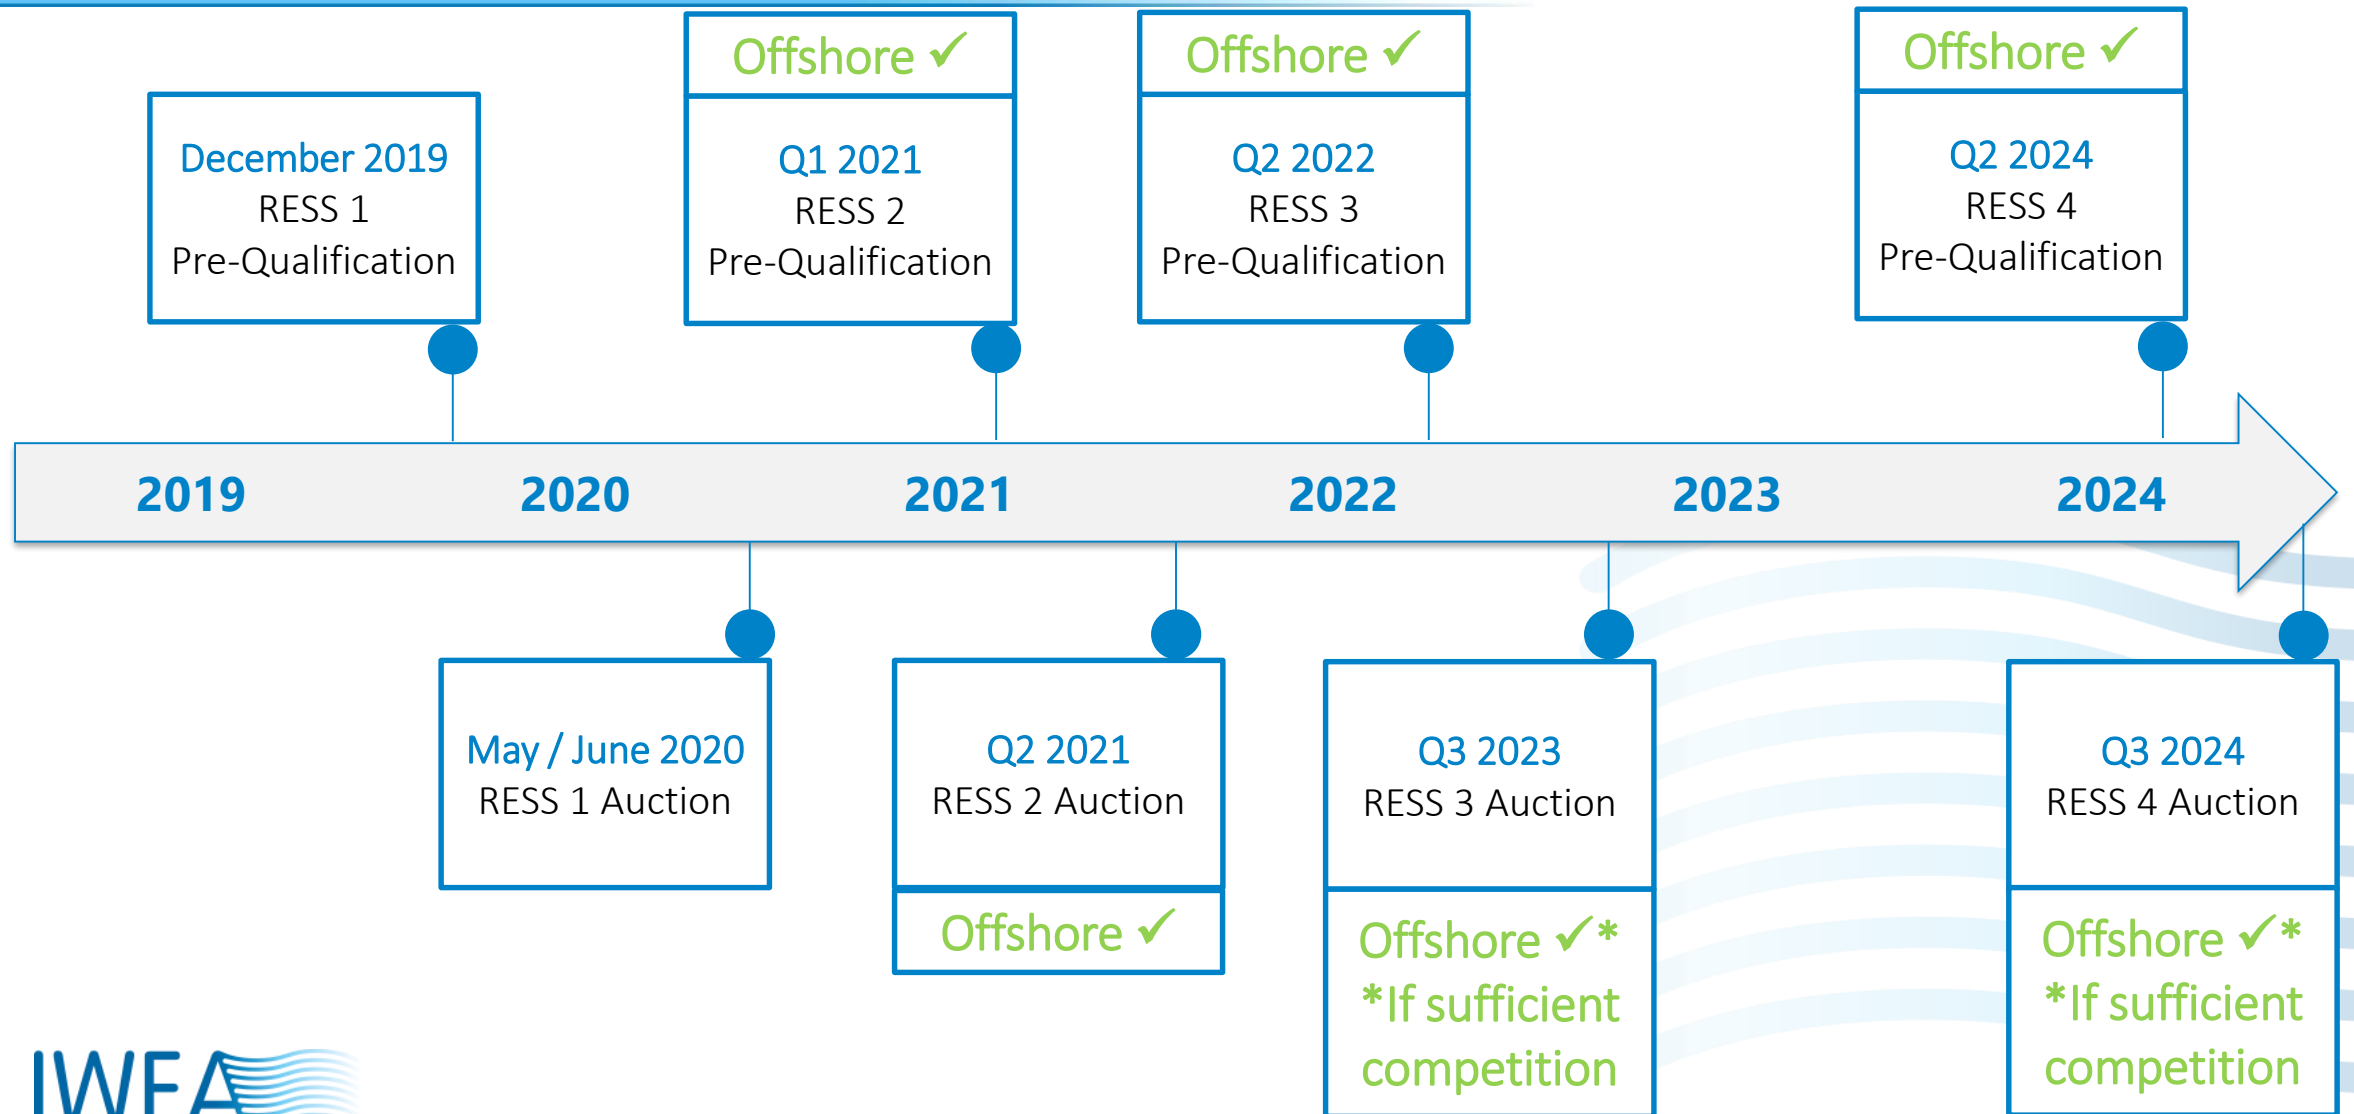 Offshore ✓
Offshore ✓
Offshore ✓
December 2019
RESS 1
Pre-Qualification
Q1 2021
RESS 2
Pre-Qualification
Q2 2022
RESS 3
Pre-Qualification
Q2 2024
RESS 4
Pre-Qualification
2019 2020 2021 2022 2023 2024
May / June 2020
RESS 1 Auction
Q2 2021
RESS 2 Auction
Offshore ✓
Q3 2023
RESS 3 Auction
Offshore ✓*
*If sufficient
competition
Q3 2024
RESS 4 Auction
Offshore ✓*
*If sufficient
competition
IWEA